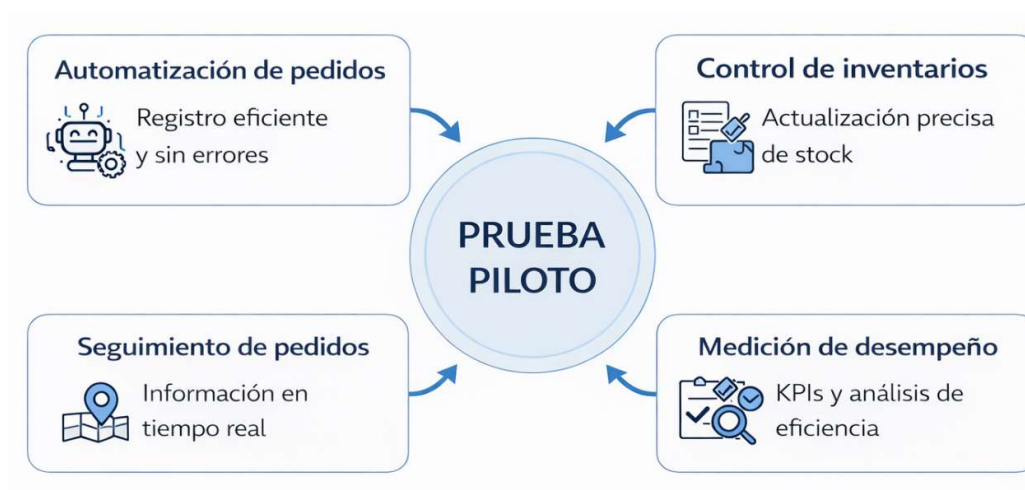 Automatización de pedidos
Registro eficiente
y sin errores
Control de inventarios
Actualización precisa
de stock
PRUEBA
PILOTO
Seguimiento de pedidos
Información en
tiempo real
Medición de desempeño
KPIs y análisis de
eficiencia